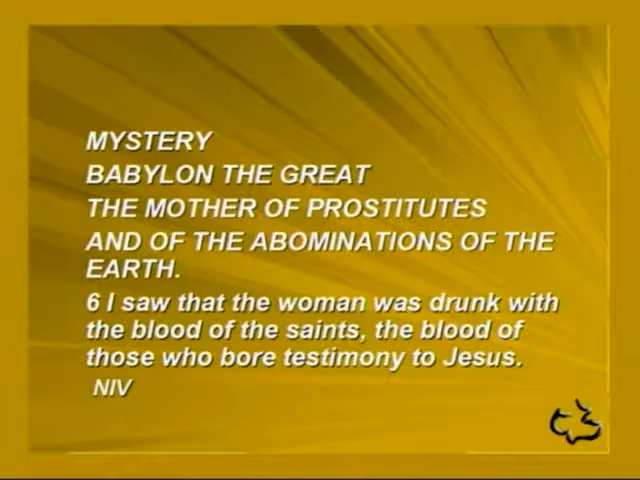 MYSTERY
BABYLON THE GREAT
THE MOTHER OF PROSTITUTES
AND OF THE ABOMINATIONS OF THE
EARTH.
6 I saw that the woman was drunk with
the blood of the saints, the blood of
those who bore testimony to Jesus.
NIV